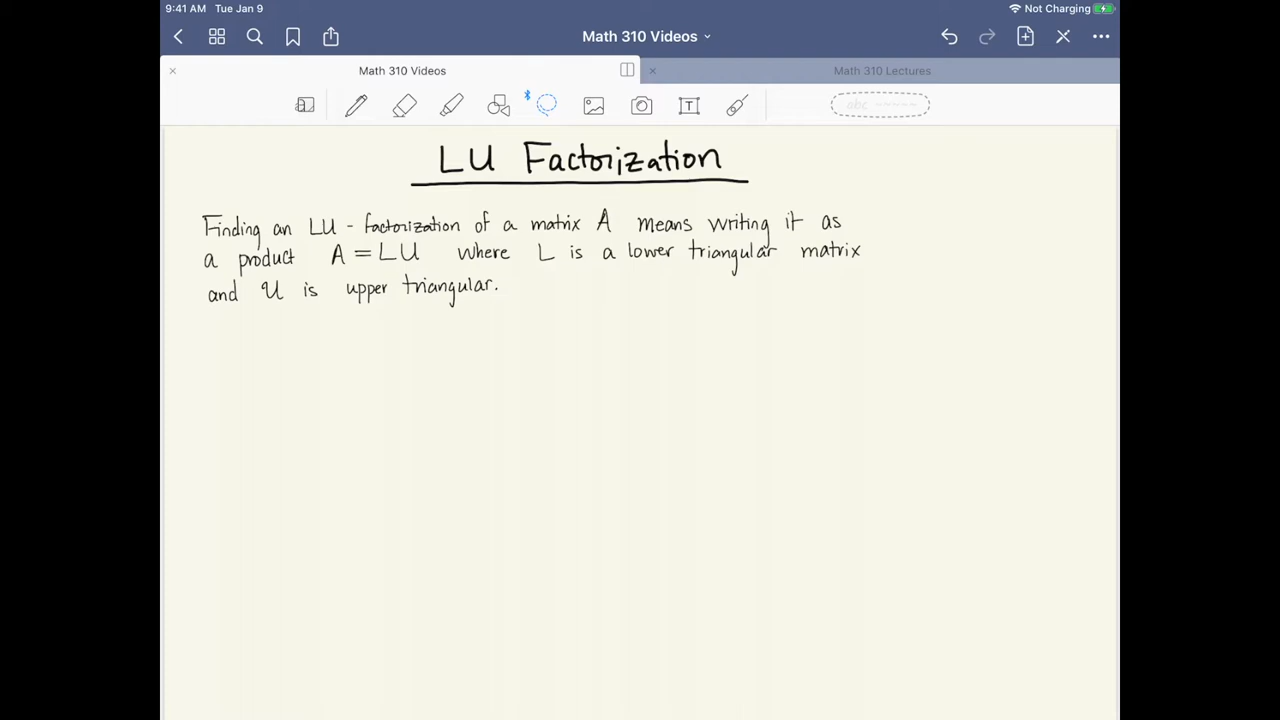 9:41 AM Tue Jan 9
Not Charging
Math 310 Videos
Math 310 Videos
Math 310 Lectures
T
abc
LU Factorization
Finding an LU - factorization of a matrix A means writing it as
a product A = LU where L is a lower triangular matrix
and U is upper triangular.